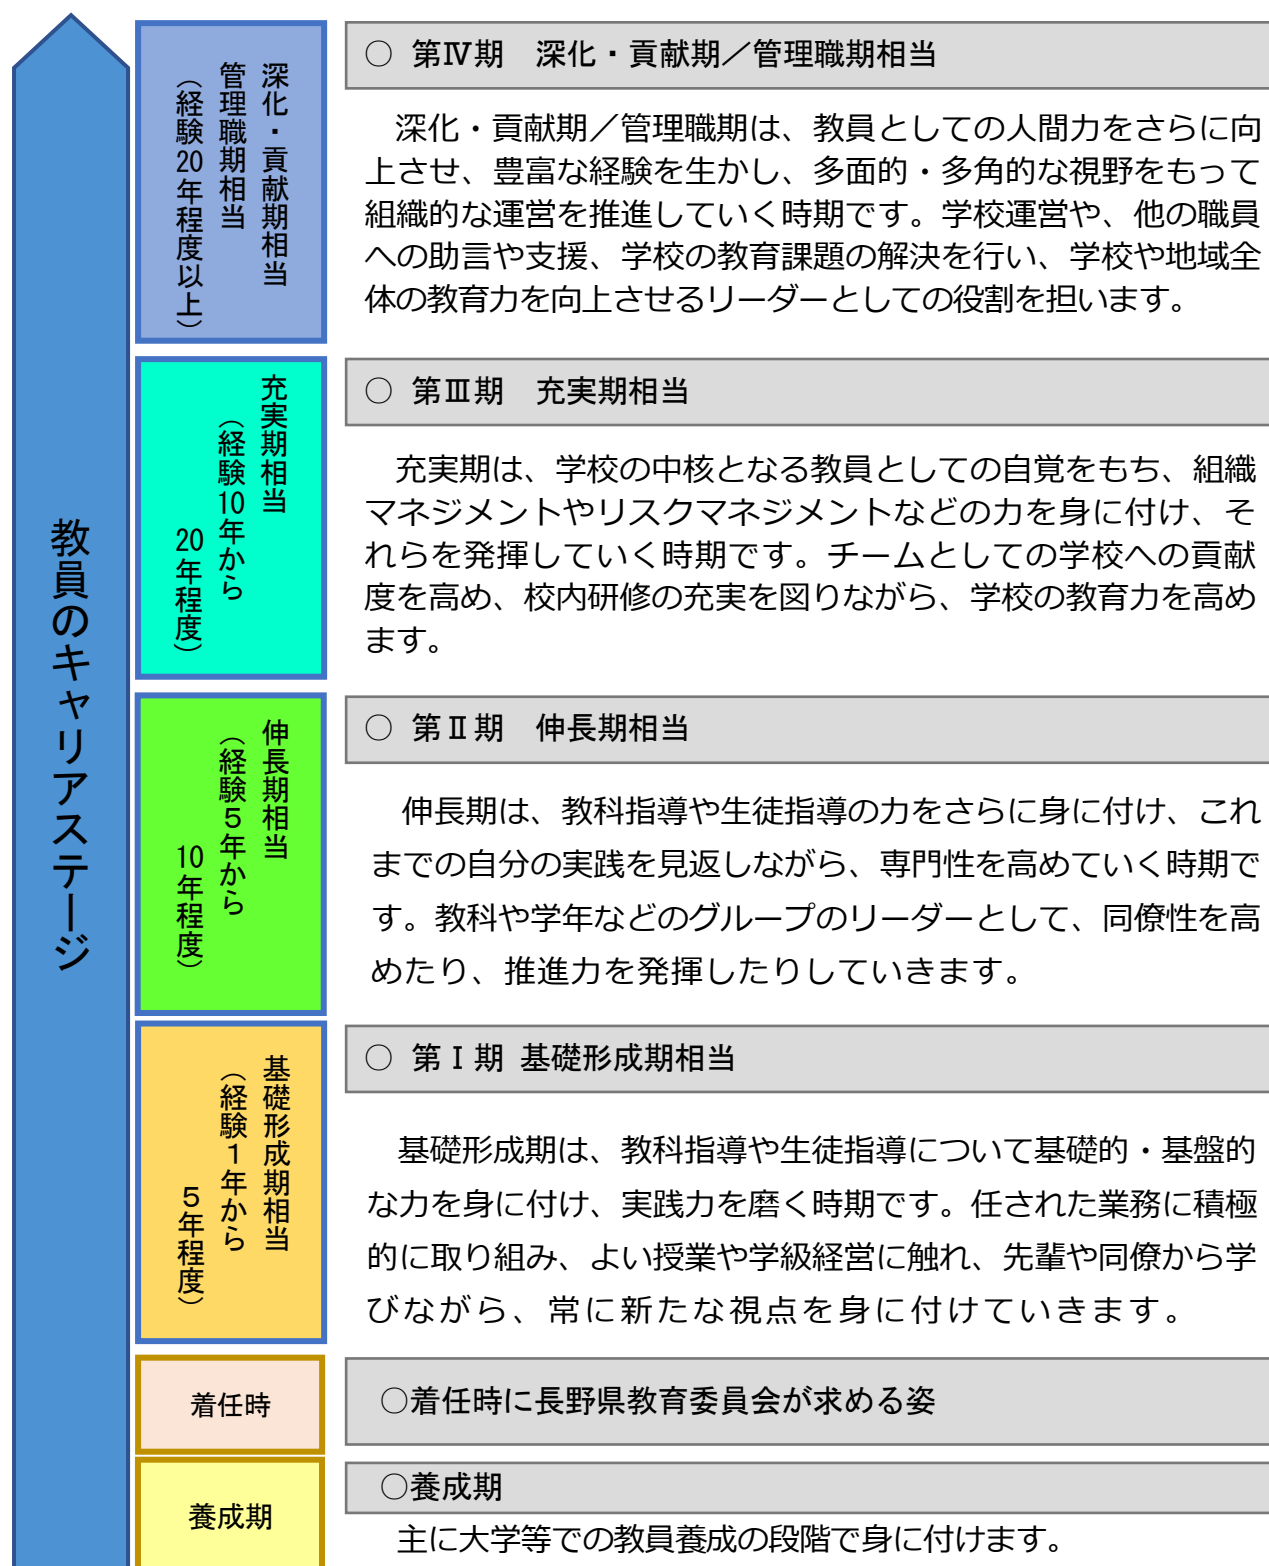 教員のキャリアステージ
深化・貢献期相当
管理職期相当
（経験20年程度以上）
○ 第Ⅳ期　深化・貢献期／管理職期相当
深化・貢献期／管理職期は、教員としての人間力をさらに向
上させ、豊富な経験を生かし、多面的・多角的な視野をもって
組織的な運営を推進していく時期です。学校運営や、他の職員
への助言や支援、学校の教育課題の解決を行い、学校や地域全
体の教育力を向上させるリーダーとしての役割を担います。
充実期相当
（経験10年から
20年程度）
○ 第Ⅲ期　充実期相当
充実期は、学校の中核となる教員としての自覚をもち、組織
マネジメントやリスクマネジメントなどの力を身に付け、そ
れらを発揮していく時期です。チームとしての学校への貢献
度を高め、校内研修の充実を図りながら、学校の教育力を高め
ます。
伸長期相当
（経験５年から
10年程度）
○ 第Ⅱ期　伸長期相当
伸長期は、教科指導や生徒指導の力をさらに身に付け、これ
までの自分の実践を見返しながら、専門性を高めていく時期で
す。教科や学年などのグループのリーダーとして、同僚性を高
めたり、推進力を発揮したりしていきます。
基礎形成期相当
（経験１年から
５年程度）
○ 第Ⅰ期 基礎形成期相当
基礎形成期は、教科指導や生徒指導について基礎的・基盤的
な力を身に付け、実践力を磨く時期です。任された業務に積極
的に取り組み、よい授業や学級経営に触れ、先輩や同僚から学
びながら、常に新たな視点を身に付けていきます。
着任時
○着任時に長野県教育委員会が求める姿
養成期
○養成期
主に大学等での教員養成の段階で身に付けます。